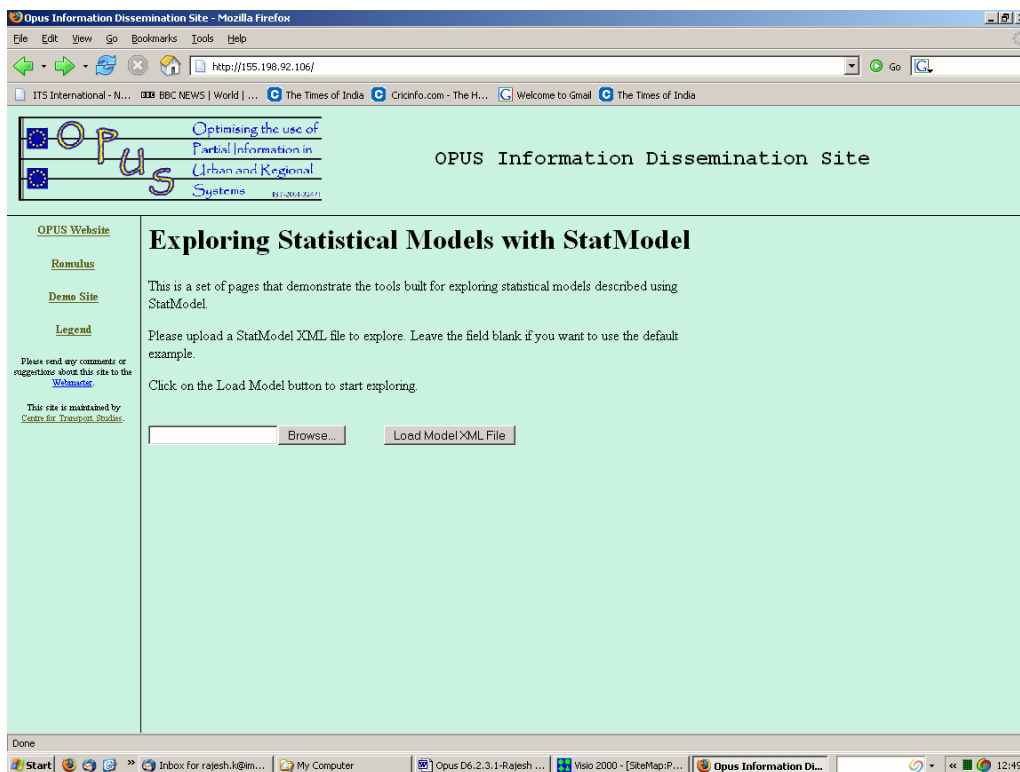 Opus Information Dissemination Site - Mozilla Firefox
File Edit View Go Bookmarks Tools Help
http://155.198.92.106/
Go
G
ITS International - N... BBC NEWS | World | ... The Times of India Cricinfo.com - The H... Welcome to Gmail The Times of India
OPUS
Optimising the use of
Partial Information in
Urban and Regional
Systems
OPUS Information Dissemination Site
OPUS Website
Romulus
Demo Site
Legend
Please send any comments or
suggestions about this site to the
Webmaster.
This site is maintained by
Centre for Transport Studies.
Exploring Statistical Models with StatModel
This is a set of pages that demonstrate the tools built for exploring statistical models described using
StatModel.
Please upload a StatModel XML file to explore. Leave the field blank if you want to use the default
example.
Click on the Load Model button to start exploring.
Browse... Load Model XML File
Done
Start » Inbox for rajesh.k@im... My Computer Opus D6.2.3.1-Rajesh ... Visio 2000 - [SiteMap:P... Opus Information Di... « 12:49